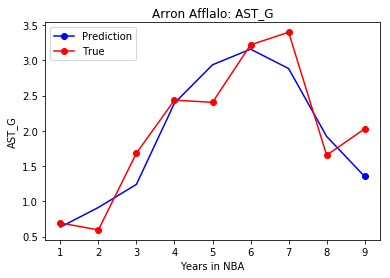 Arron Afflalo: AST_G
Prediction
True
AST_G
3.5
3.0
2.5
2.0
1.5
1.0
0.5
1 2 3 4 5 6 7 8 9
Years in NBA